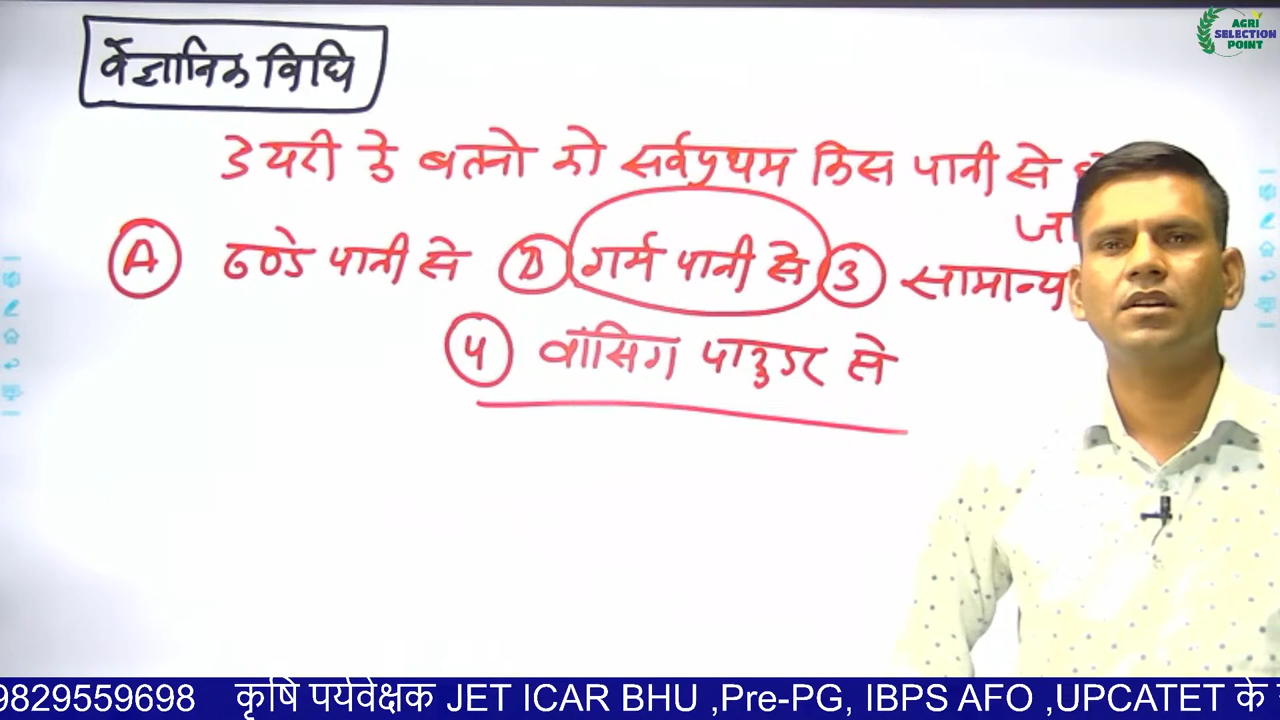 वैज्ञानिक विधि
AGRI
SELECTION
POINT
डेयरी के बर्तनो को सर्वप्रथम किस पानी से
A ठण्डे पानी से B गर्म पानी से 3 सामान्य
4 वांसिग पाउडर से
9829559698 कृषि पर्यवेक्षक JET ICAR BHU ,Pre-PG, IBPS AFO ,UPCATET के